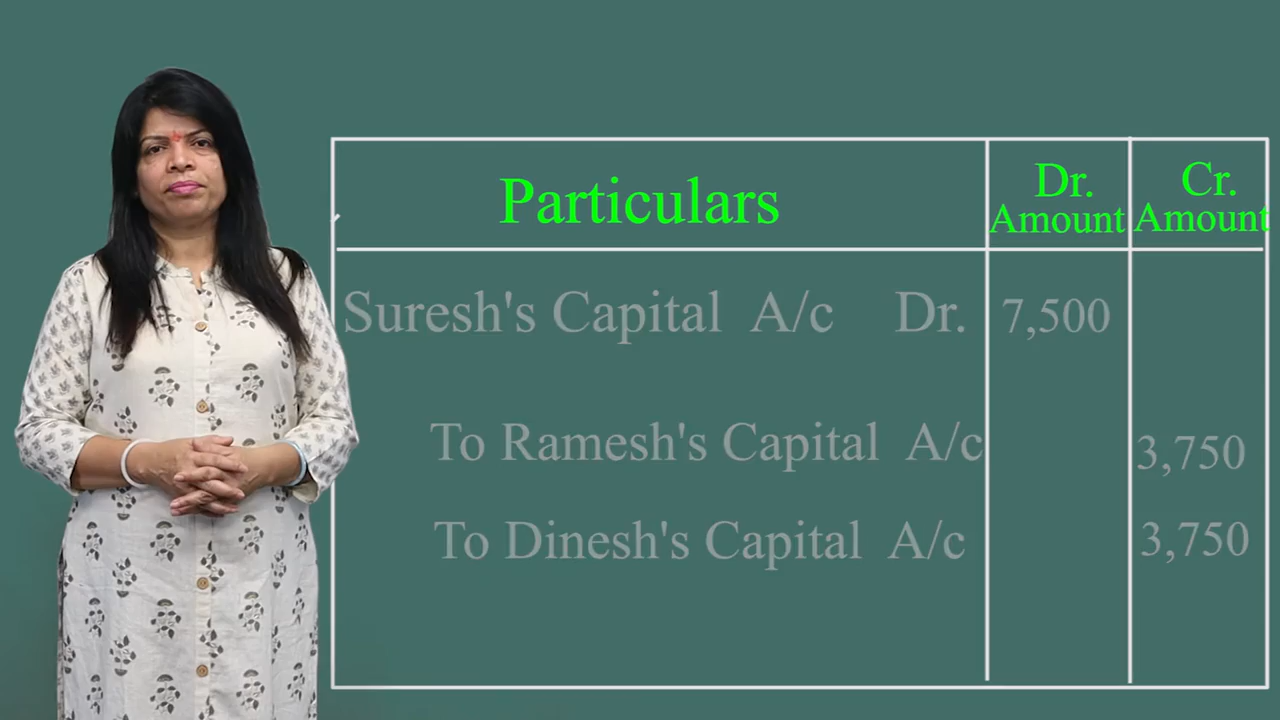 Particulars
Dr.
Amount
Cr.
Amount
Suresh's Capital A/c Dr. 7,500
To Ramesh's Capital A/c 3,750
To Dinesh's Capital A/c 3,750